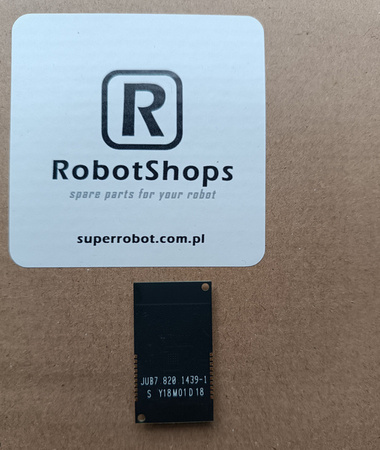 R
RobotShops
spare parts for your robot
superrobot.com.pl
JUB7 820 1439-1
S Y18M01D18